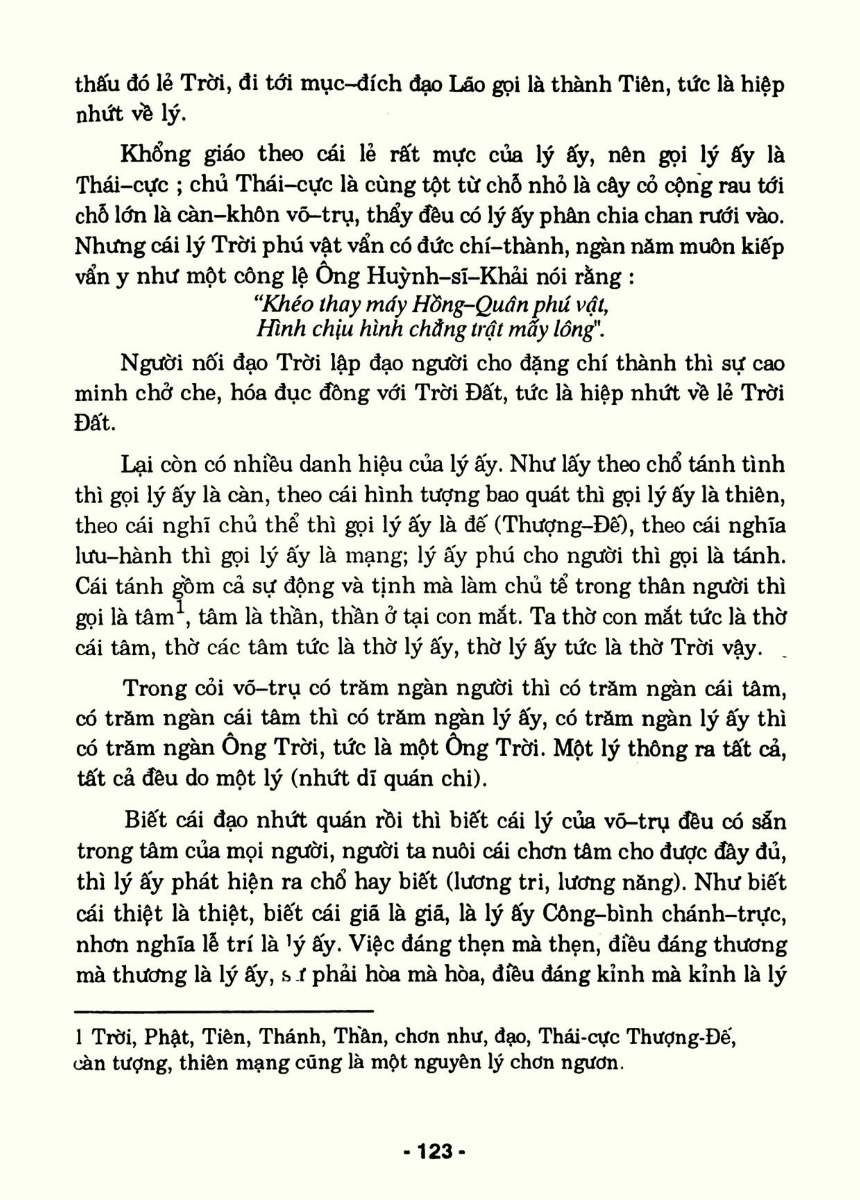 thấu đó lẻ Trời, đi tới mục–đích đạo Lão gọi là thành Tiên, tức là hiệp
nhứt về lý.
Khổng giáo theo cái lẻ rất mực của lý ấy, nên gọi lý ấy là
Thái–cực ; chủ Thái–cực là cùng tột từ chỗ nhỏ là cây cỏ cộng rau tới
chỗ lớn là càn–khôn võ–trụ, thẩy đều có lý ấy phân chia chan rưới vào.
Nhưng cái lý Trời phú vật vẩn có đức chí–thành, ngàn năm muôn kiếp
vẩn y như một công lệ Ông Huỳnh–sĩ–Khải nói rằng :
“Khéo thay máy Hồng–Quân phú vật,
Hình chịu hình chẳng trật mẩy lông".
Người nối đạo Trời lập đạo người cho đặng chí thành thì sự cao
minh chở che, hóa đục đồng với Trời Đất, tức là hiệp nhứt về lẻ Trời
Đất.
Lại còn có nhiều danh hiệu của lý ấy. Như lấy theo chổ tánh tình
thì gọi lý ấy là càn, theo cái hình tượng bao quát thì gọi lý ấy là thiên,
theo cái nghĩ chủ thể thì gọi lý ấy là đế (Thượng–Đế), theo cái nghĩa
lưu–hành thì gọi lý ấy là mạng; lý ấy phú cho người thì gọi là tánh.
Cái tánh gồm cả sự động và tịnh mà làm chủ tể trong thân người thì
gọi là tâm1, tâm là thần, thần ở tại con mắt. Ta thờ con mắt tức là thờ
cái tâm, thờ các tâm tức là thờ lý ấy, thờ lý ấy tức là thờ Trời vậy.
Trong cỏi võ–trụ có trăm ngàn người thì có trăm ngàn cái tâm,
có trăm ngàn cái tâm thì có trăm ngàn lý ấy, có trăm ngàn lý ấy thì
có trăm ngàn Ông Trời, tức là một Ông Trời. Một lý thông ra tất cả,
tất cả đều do một lý (nhứt dĩ quán chi).
Biết cái đạo nhứt quán rồi thì biết cái lý của võ–trụ đều có sẵn
trong tâm của mọi người, người ta nuôi cái chơn tâm cho được đầy đủ,
thì lý ấy phát hiện ra chổ hay biết (lương tri, lương năng). Như biết
cái thiệt là thiệt, biết cái giã là giã, là lý ấy Công–bình chánh–trực,
nhơn nghĩa lễ trí là lý ấy. Việc đáng thẹn mà thẹn, điều đáng thương
mà thương là lý ấy, phải hòa mà hòa, điều đáng kỉnh mà kỉnh là lý
1 Trời, Phật, Tiên, Thánh, Thần, chơn như, đạo, Thái-cực Thượng-Đế,
càn tượng, thiên mạng cũng là một nguyên lý chơn ngươn.
- 123 -